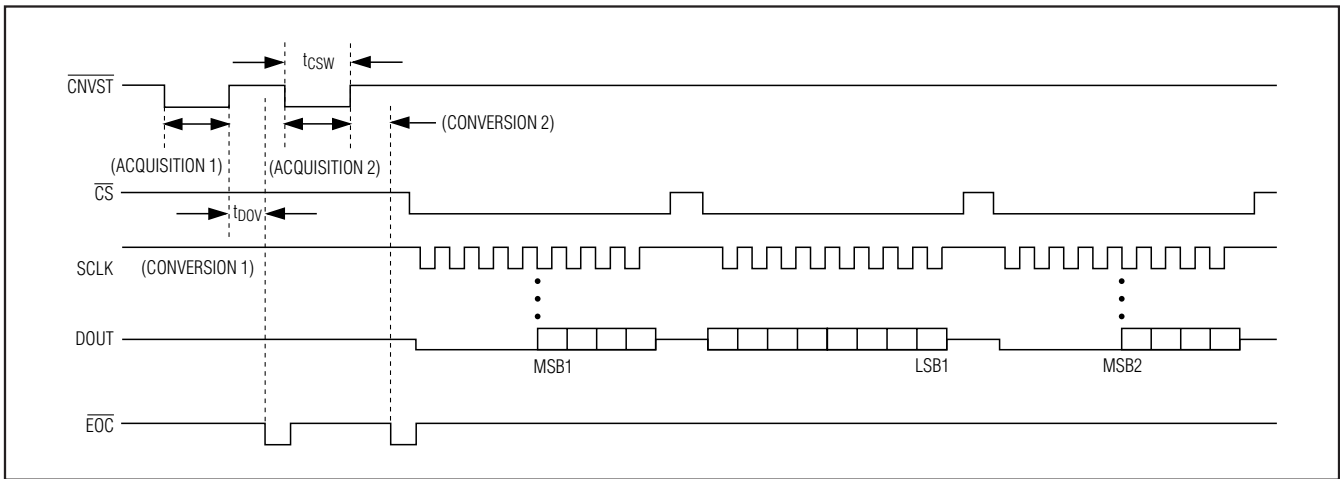 tCSW
CNVST
(CONVERSION 2)
(ACQUISITION 1) (ACQUISITION 2)
CS
tDOV
SCLK (CONVERSION 1)
DOUT
MSB1 LSB1 MSB2
EOC